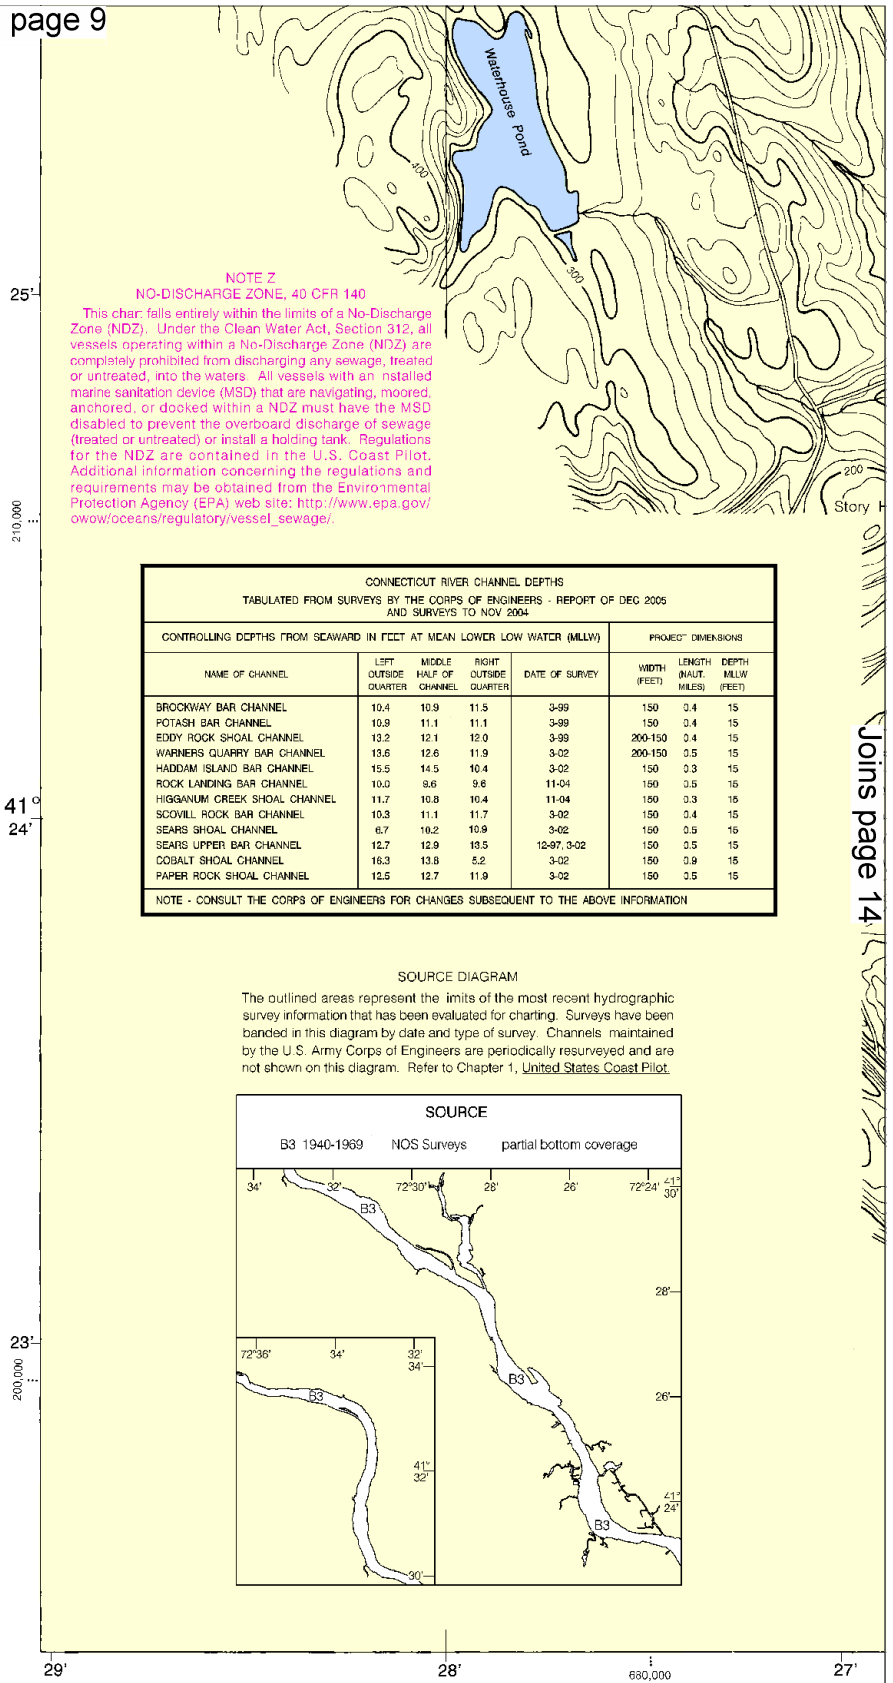 page 9
Waterhouse Pond
400
300
25'
NOTE Z
NO-DISCHARGE ZONE, 40 CFR 140
This chart falls entirely within the limits of a No-Discharge
Zone (NDZ). Under the Clean Water Act, Section 312, all
vessels operating within a No-Discharge Zone (NDZ) are
completely prohibited from discharging any sewage, treated
or untreated, into the waters. All vessels with an installed
marine sanitation device (MSD) that are navigating, moored,
anchored, or docked within a NDZ must have the MSD
disabled to prevent the overboard discharge of sewage
(treated or untreated) or install a holding tank. Regulations
for the NDZ are contained in the U.S. Coast Pilot.
Additional information concerning the regulations and
requirements may be obtained from the Environmental
Protection Agency (EPA) web site: http://www.epa.gov/
owow/oceans/regulatory/vessel_sewage/.
200
Story H
210,000
CONNECTICUT RIVER CHANNEL DEPTHS
TABULATED FROM SURVEYS BY THE CORPS OF ENGINEERS - REPORT OF DEC 2005
AND SURVEYS TO NOV 2004
CONTROLLING DEPTHS FROM SEAWARD IN FEET AT MEAN LOWER LOW WATER (MLLW) PROJECT DIMENSIONS
NAME OF CHANNEL LEFT OUTSIDE QUARTER MIDDLE HALF OF CHANNEL RIGHT OUTSIDE QUARTER DATE OF SURVEY WIDTH (FEET) LENGTH (NAUT. MILES) DEPTH MLLW (FEET)
BROCKWAY BAR CHANNEL 10.4 10.9 11.5 3-99 150 0.4 15
POTASH BAR CHANNEL 10.9 11.1 11.1 3-99 150 0.4 15
EDDY ROCK SHOAL CHANNEL 13.2 12.1 12.0 3-99 200-150 0.4 15
WARNERS QUARRY BAR CHANNEL 13.6 12.6 11.9 3-02 200-150 0.5 15
HADDAM ISLAND BAR CHANNEL 15.5 14.5 10.4 3-02 150 0.3 15
ROCK LANDING BAR CHANNEL 10.0 9.6 9.6 11-04 150 0.5 15
HIGGANUM CREEK SHOAL CHANNEL 11.7 10.8 10.4 11-04 150 0.3 15
SCOVILL ROCK BAR CHANNEL 10.3 11.1 11.7 3-02 150 0.4 15
SEARS SHOAL CHANNEL 6.7 10.2 10.9 3-02 150 0.5 15
SEARS UPPER BAR CHANNEL 12.7 12.9 13.5 12-97, 3-02 150 0.5 15
COBALT SHOAL CHANNEL 16.3 13.8 5.2 3-02 150 0.9 15
PAPER ROCK SHOAL CHANNEL 12.5 12.7 11.9 3-02 150 0.5 15
NOTE - CONSULT THE CORPS OF ENGINEERS FOR CHANGES SUBSEQUENT TO THE ABOVE INFORMATION
41°
24'
Joins page 14
SOURCE DIAGRAM
The outlined areas represent the limits of the most recent hydrographic
survey information that has been evaluated for charting. Surveys have been
banded in this diagram by date and type of survey. Channels maintained
by the U.S. Army Corps of Engineers are periodically resurveyed and are
not shown on this diagram. Refer to Chapter 1, United States Coast Pilot.
SOURCE
B3 1940-1969 NOS Surveys partial bottom coverage
34' 32' 72°30' 28' 26' 72°24' 41°
30'
B3
28'
23'
72°36' 34' 32'
34'
200,000
B3
B3
26'
41°
32'
41°
24'
B3
30'
29' 28' 680,000 27'